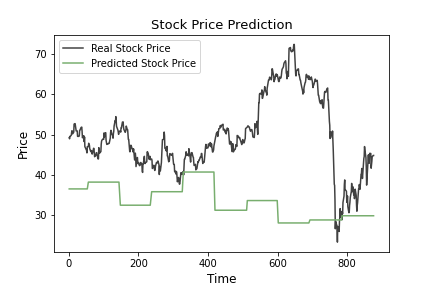 Stock Price Prediction
Real Stock Price
Predicted Stock Price
Price
70
60
50
40
30
0 200 400 600 800
Time